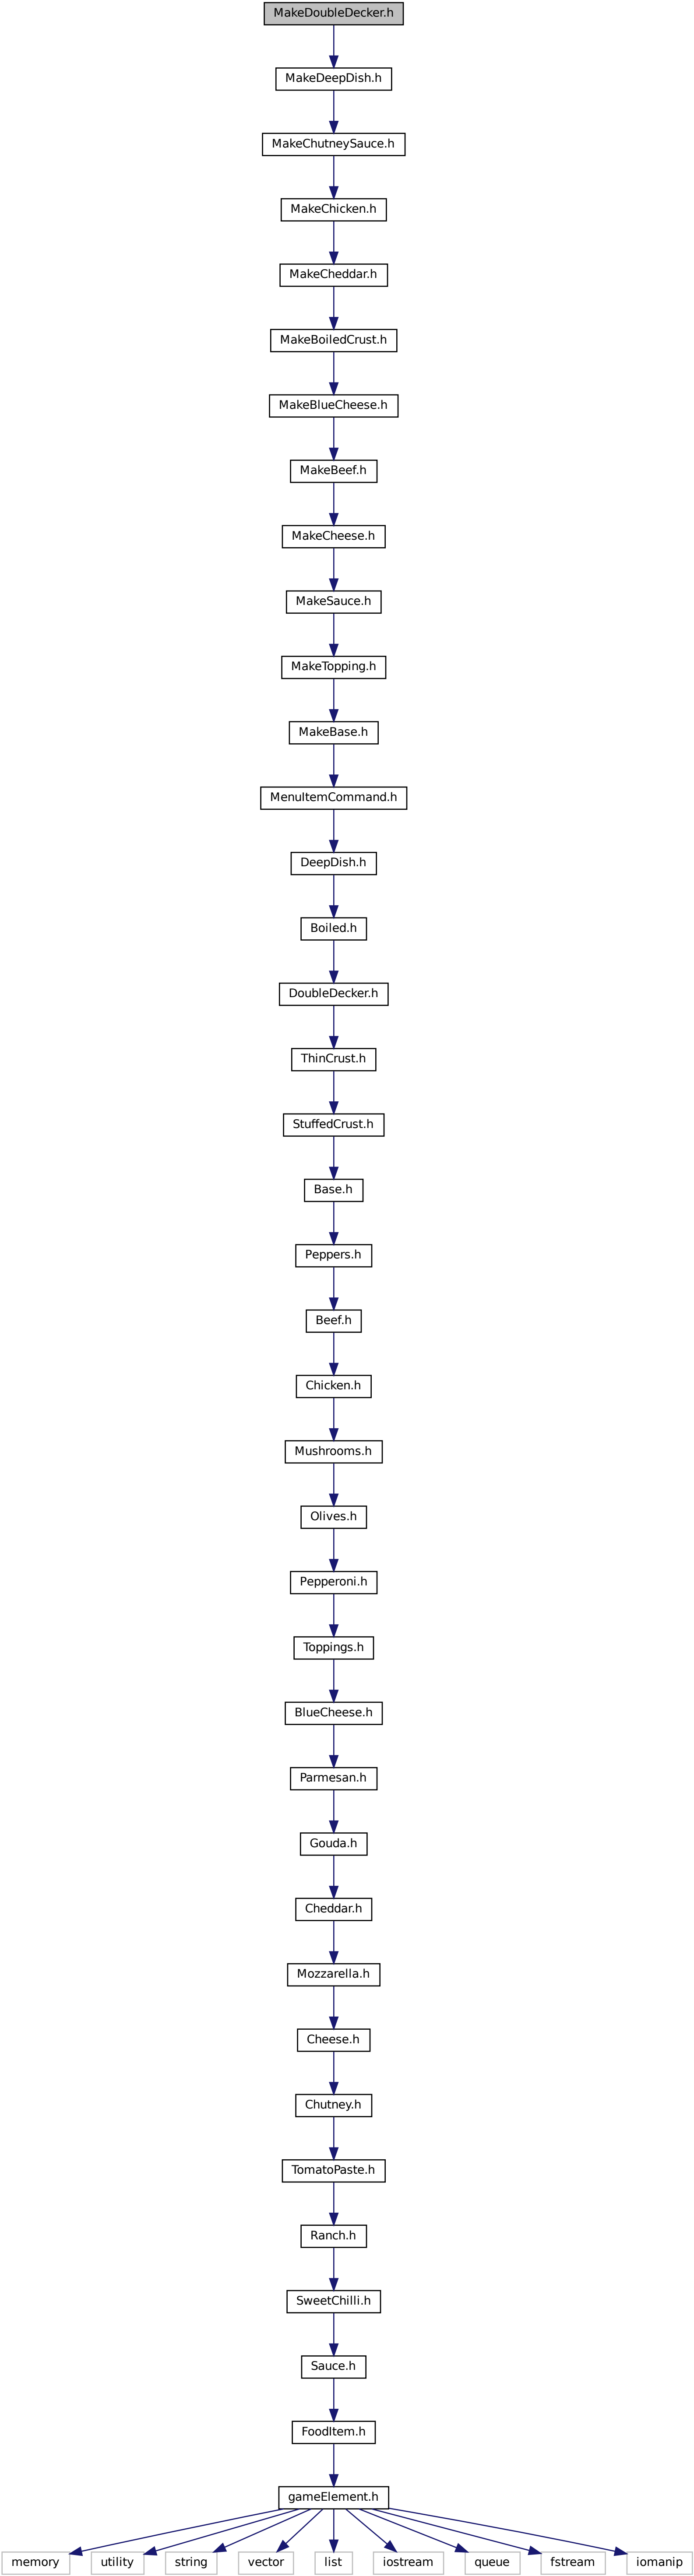 MakeDoubleDecker.h
MakeDeepDish.h
MakeChutneySauce.h
MakeChicken.h
MakeCheddar.h
MakeBoiledCrust.h
MakeBlueCheese.h
MakeBeef.h
MakeCheese.h
MakeSauce.h
MakeTopping.h
MakeBase.h
MenuItemCommand.h
DeepDish.h
Boiled.h
DoubleDecker.h
ThinCrust.h
StuffedCrust.h
Base.h
Peppers.h
Beef.h
Chicken.h
Mushrooms.h
Olives.h
Pepperoni.h
Toppings.h
BlueCheese.h
Parmesan.h
Gouda.h
Cheddar.h
Mozzarella.h
Cheese.h
Chutney.h
TomatoPaste.h
Ranch.h
SweetChilli.h
Sauce.h
FoodItem.h
gameElement.h
memory utility string vector list iostream queue fstream iomanip